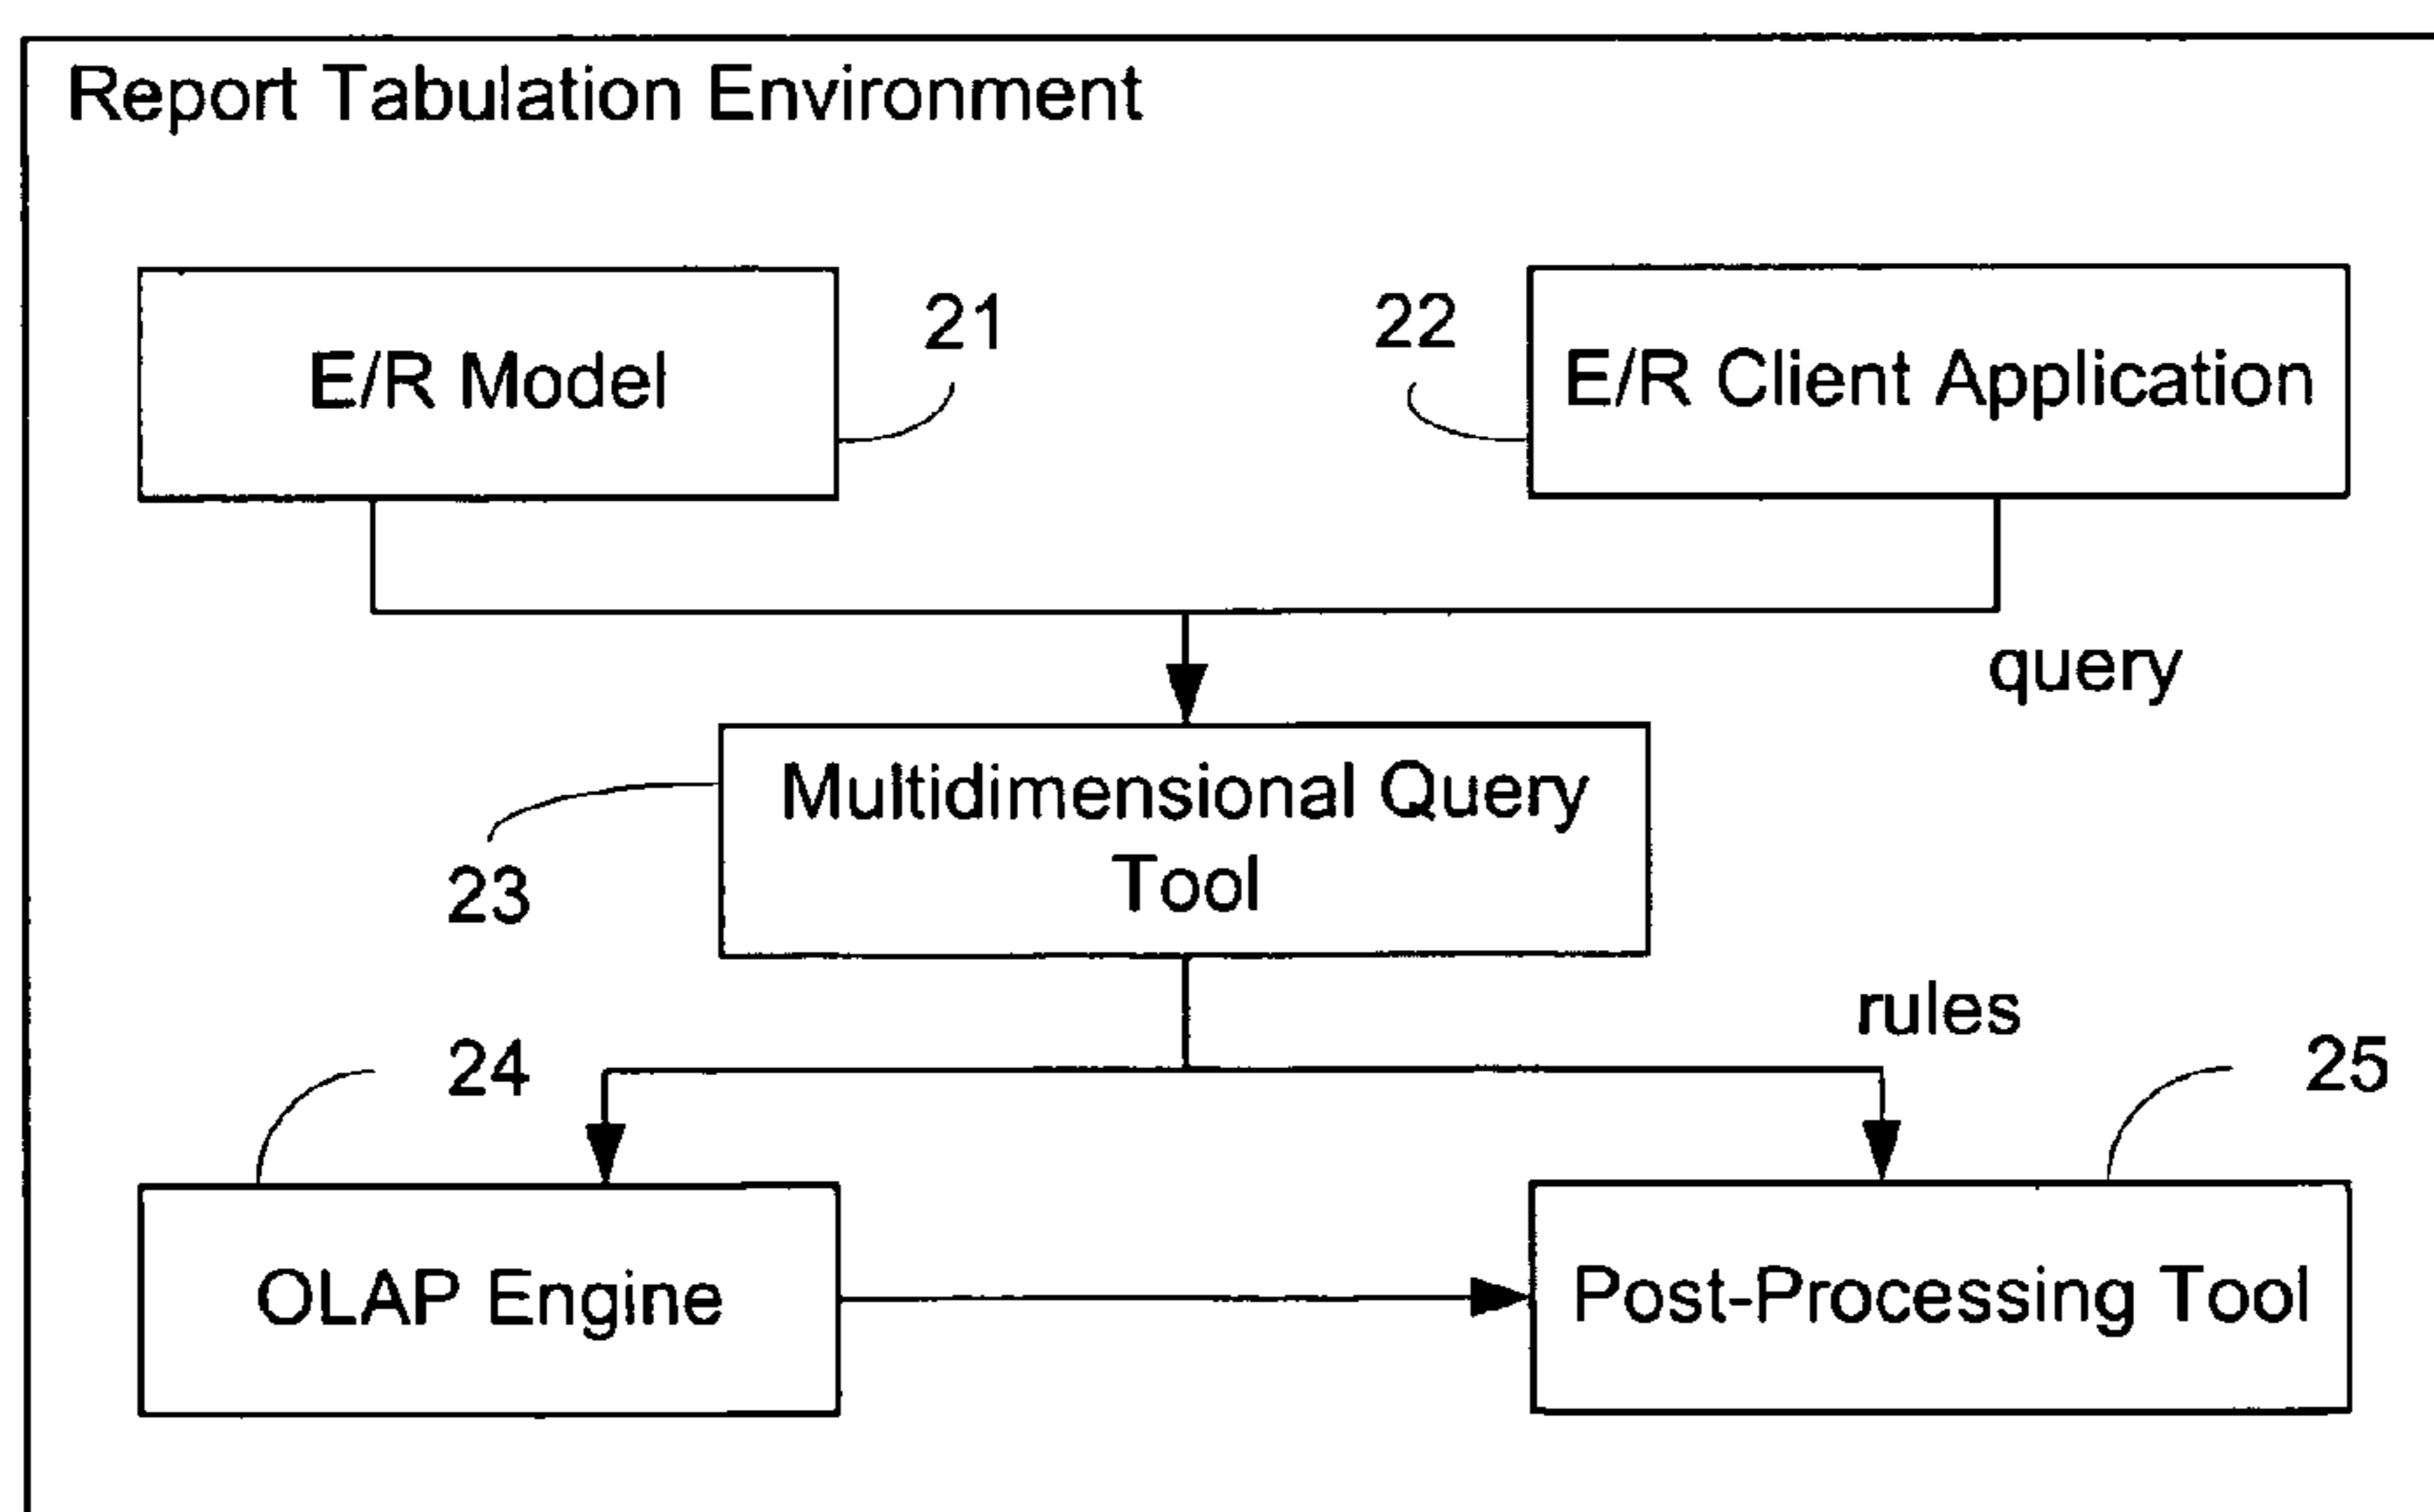 Report Tabulation Environment
E/R Model
21
22
E/R Client Application
query
Multidimensional Query
Tool
23
rules
24
25
OLAP Engine
Post-Processing Tool